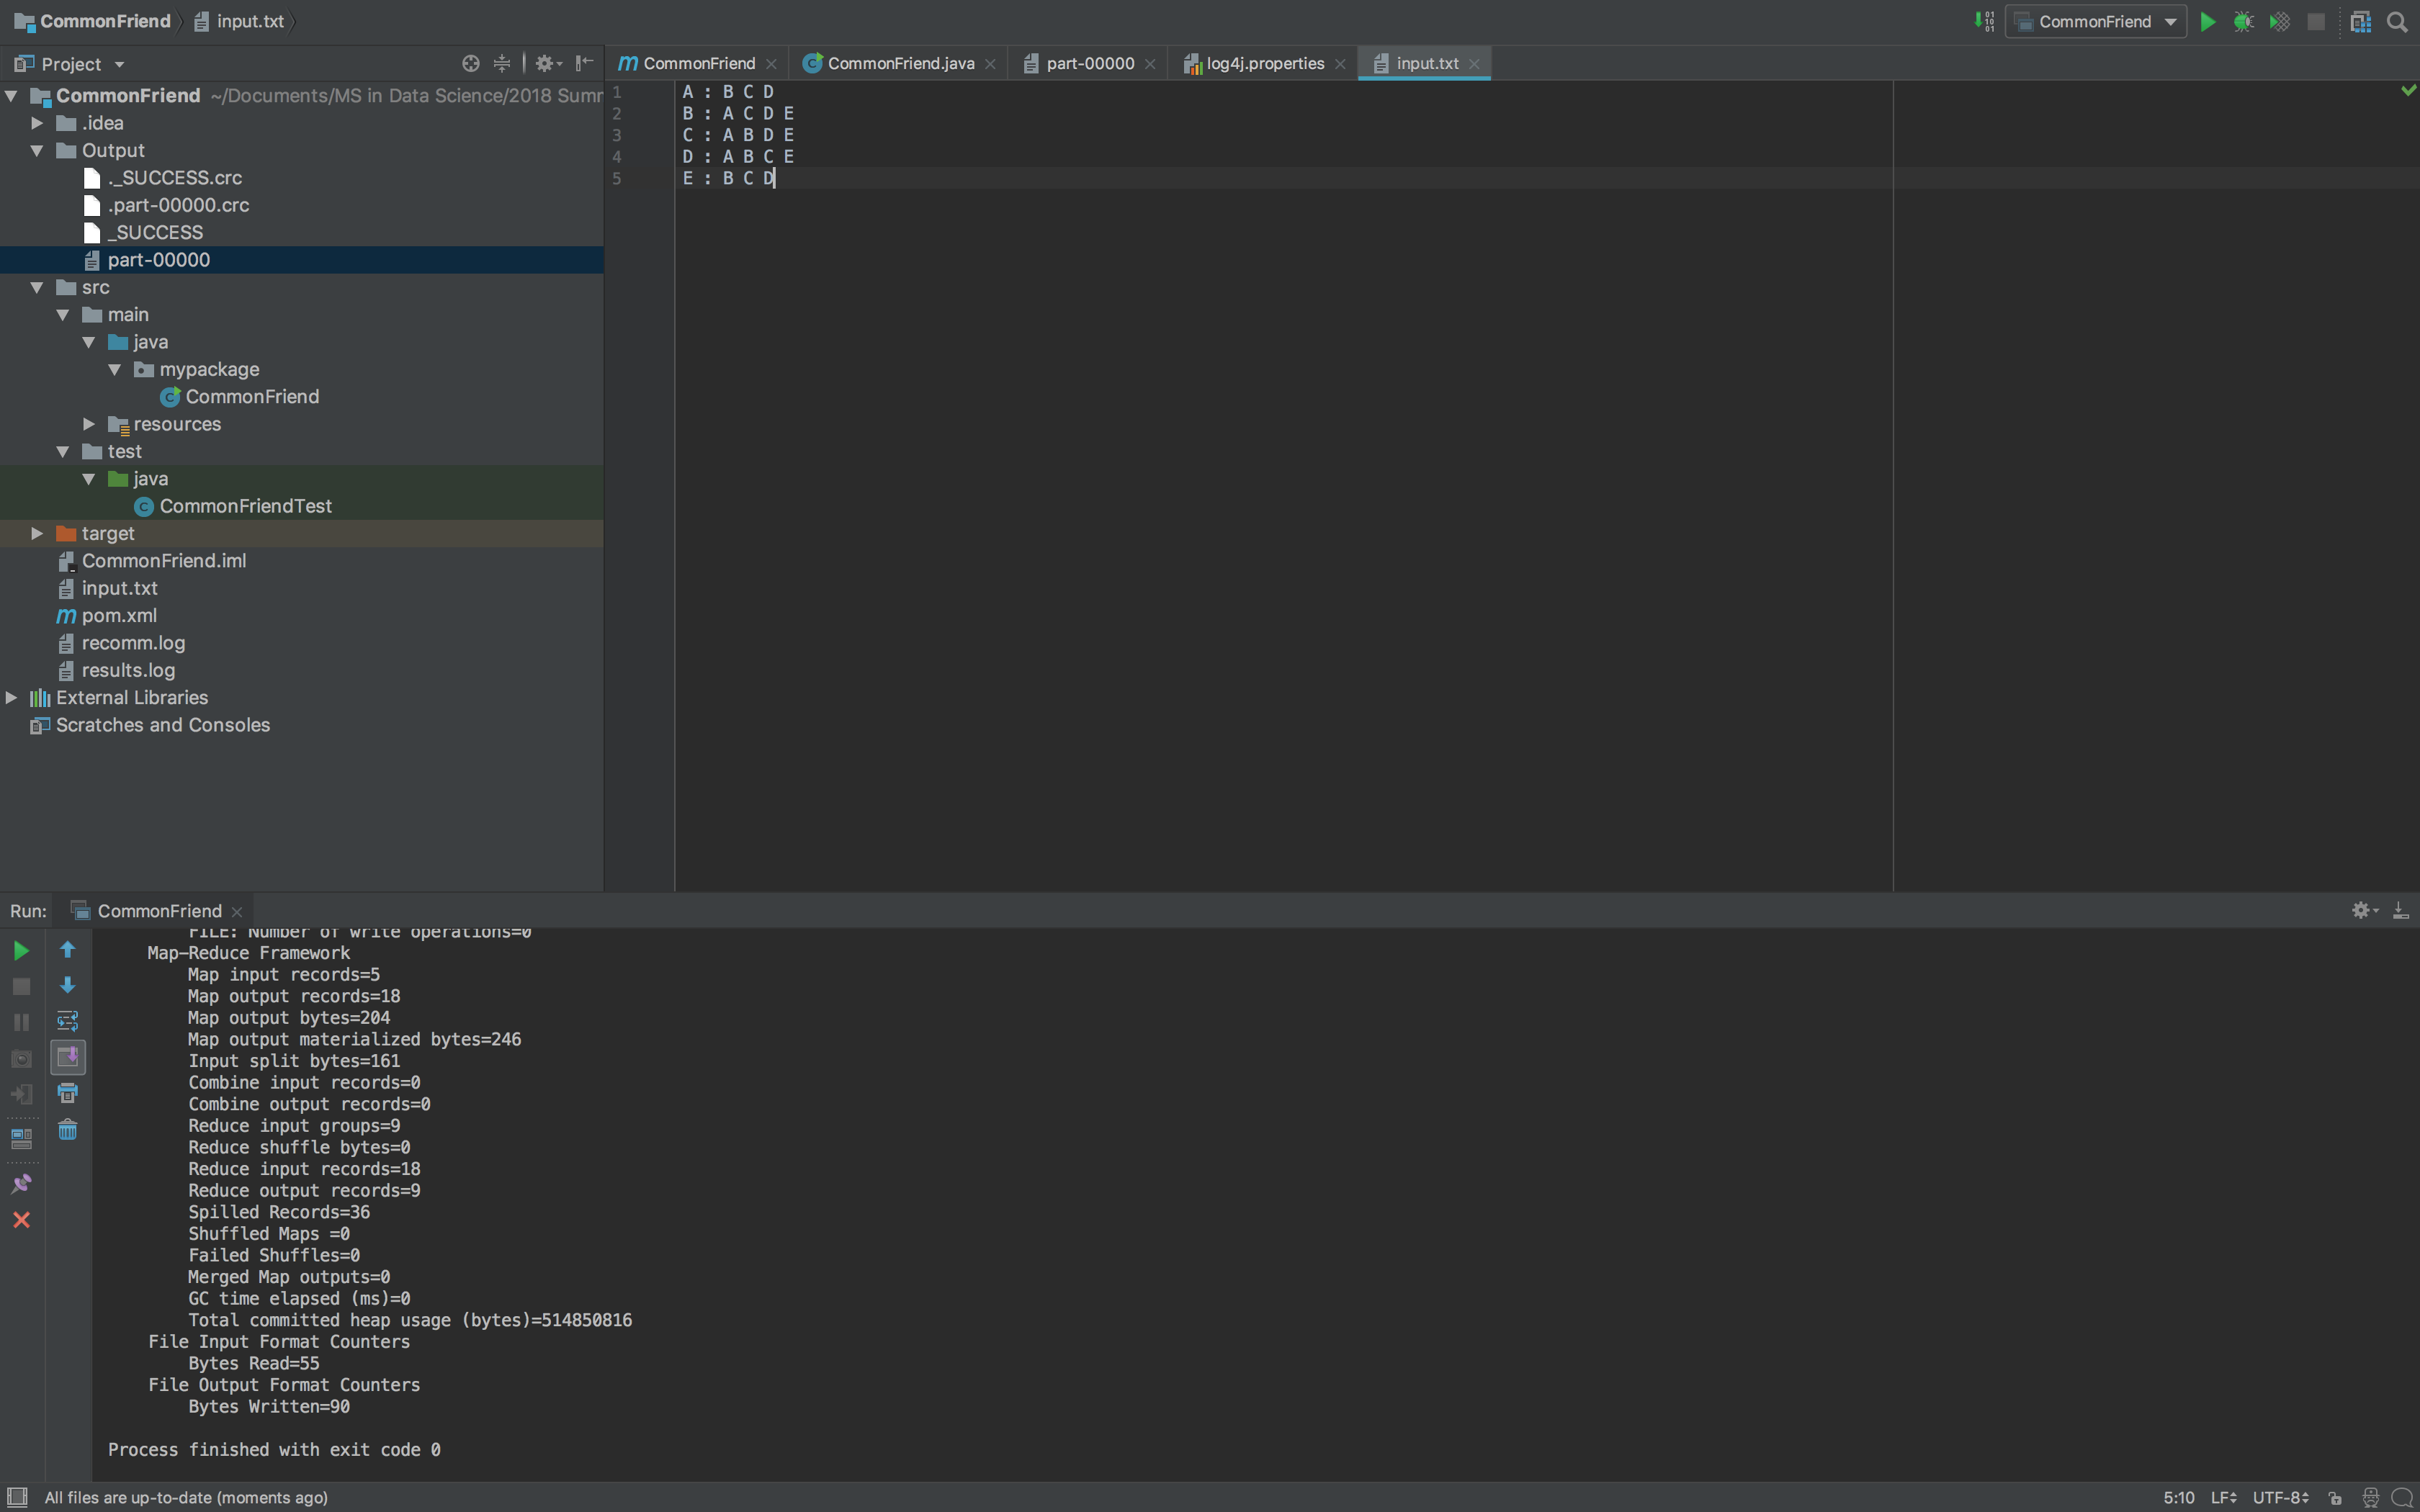 CommonFriend input.txt CommonFriend
Project
CommonFriend ~/Documents/MS in Data Science/2018 Summ
.idea
Output
._SUCCESS.crc
.part-00000.crc
_SUCCESS
part-00000
src
main
java
mypackage
CommonFriend
resources
test
java
CommonFriendTest
target
CommonFriend.iml
input.txt
pom.xml
recomm.log
results.log
External Libraries
Scratches and Consoles
CommonFriend CommonFriend.java part-00000 log4j.properties input.txt
1 A : B C D
2 B : A C D E
3 C : A B D E
4 D : A B C E
5 E : B C D
Run: CommonFriend
FILE: Number of write operations=0
Map-Reduce Framework
Map input records=5
Map output records=18
Map output bytes=204
Map output materialized bytes=246
Input split bytes=161
Combine input records=0
Combine output records=0
Reduce input groups=9
Reduce shuffle bytes=0
Reduce input records=18
Reduce output records=9
Spilled Records=36
Shuffled Maps =0
Failed Shuffles=0
Merged Map outputs=0
GC time elapsed (ms)=0
Total committed heap usage (bytes)=514850816
File Input Format Counters
Bytes Read=55
File Output Format Counters
Bytes Written=90
Process finished with exit code 0
All files are up-to-date (moments ago) 5:10 LF UTF-8